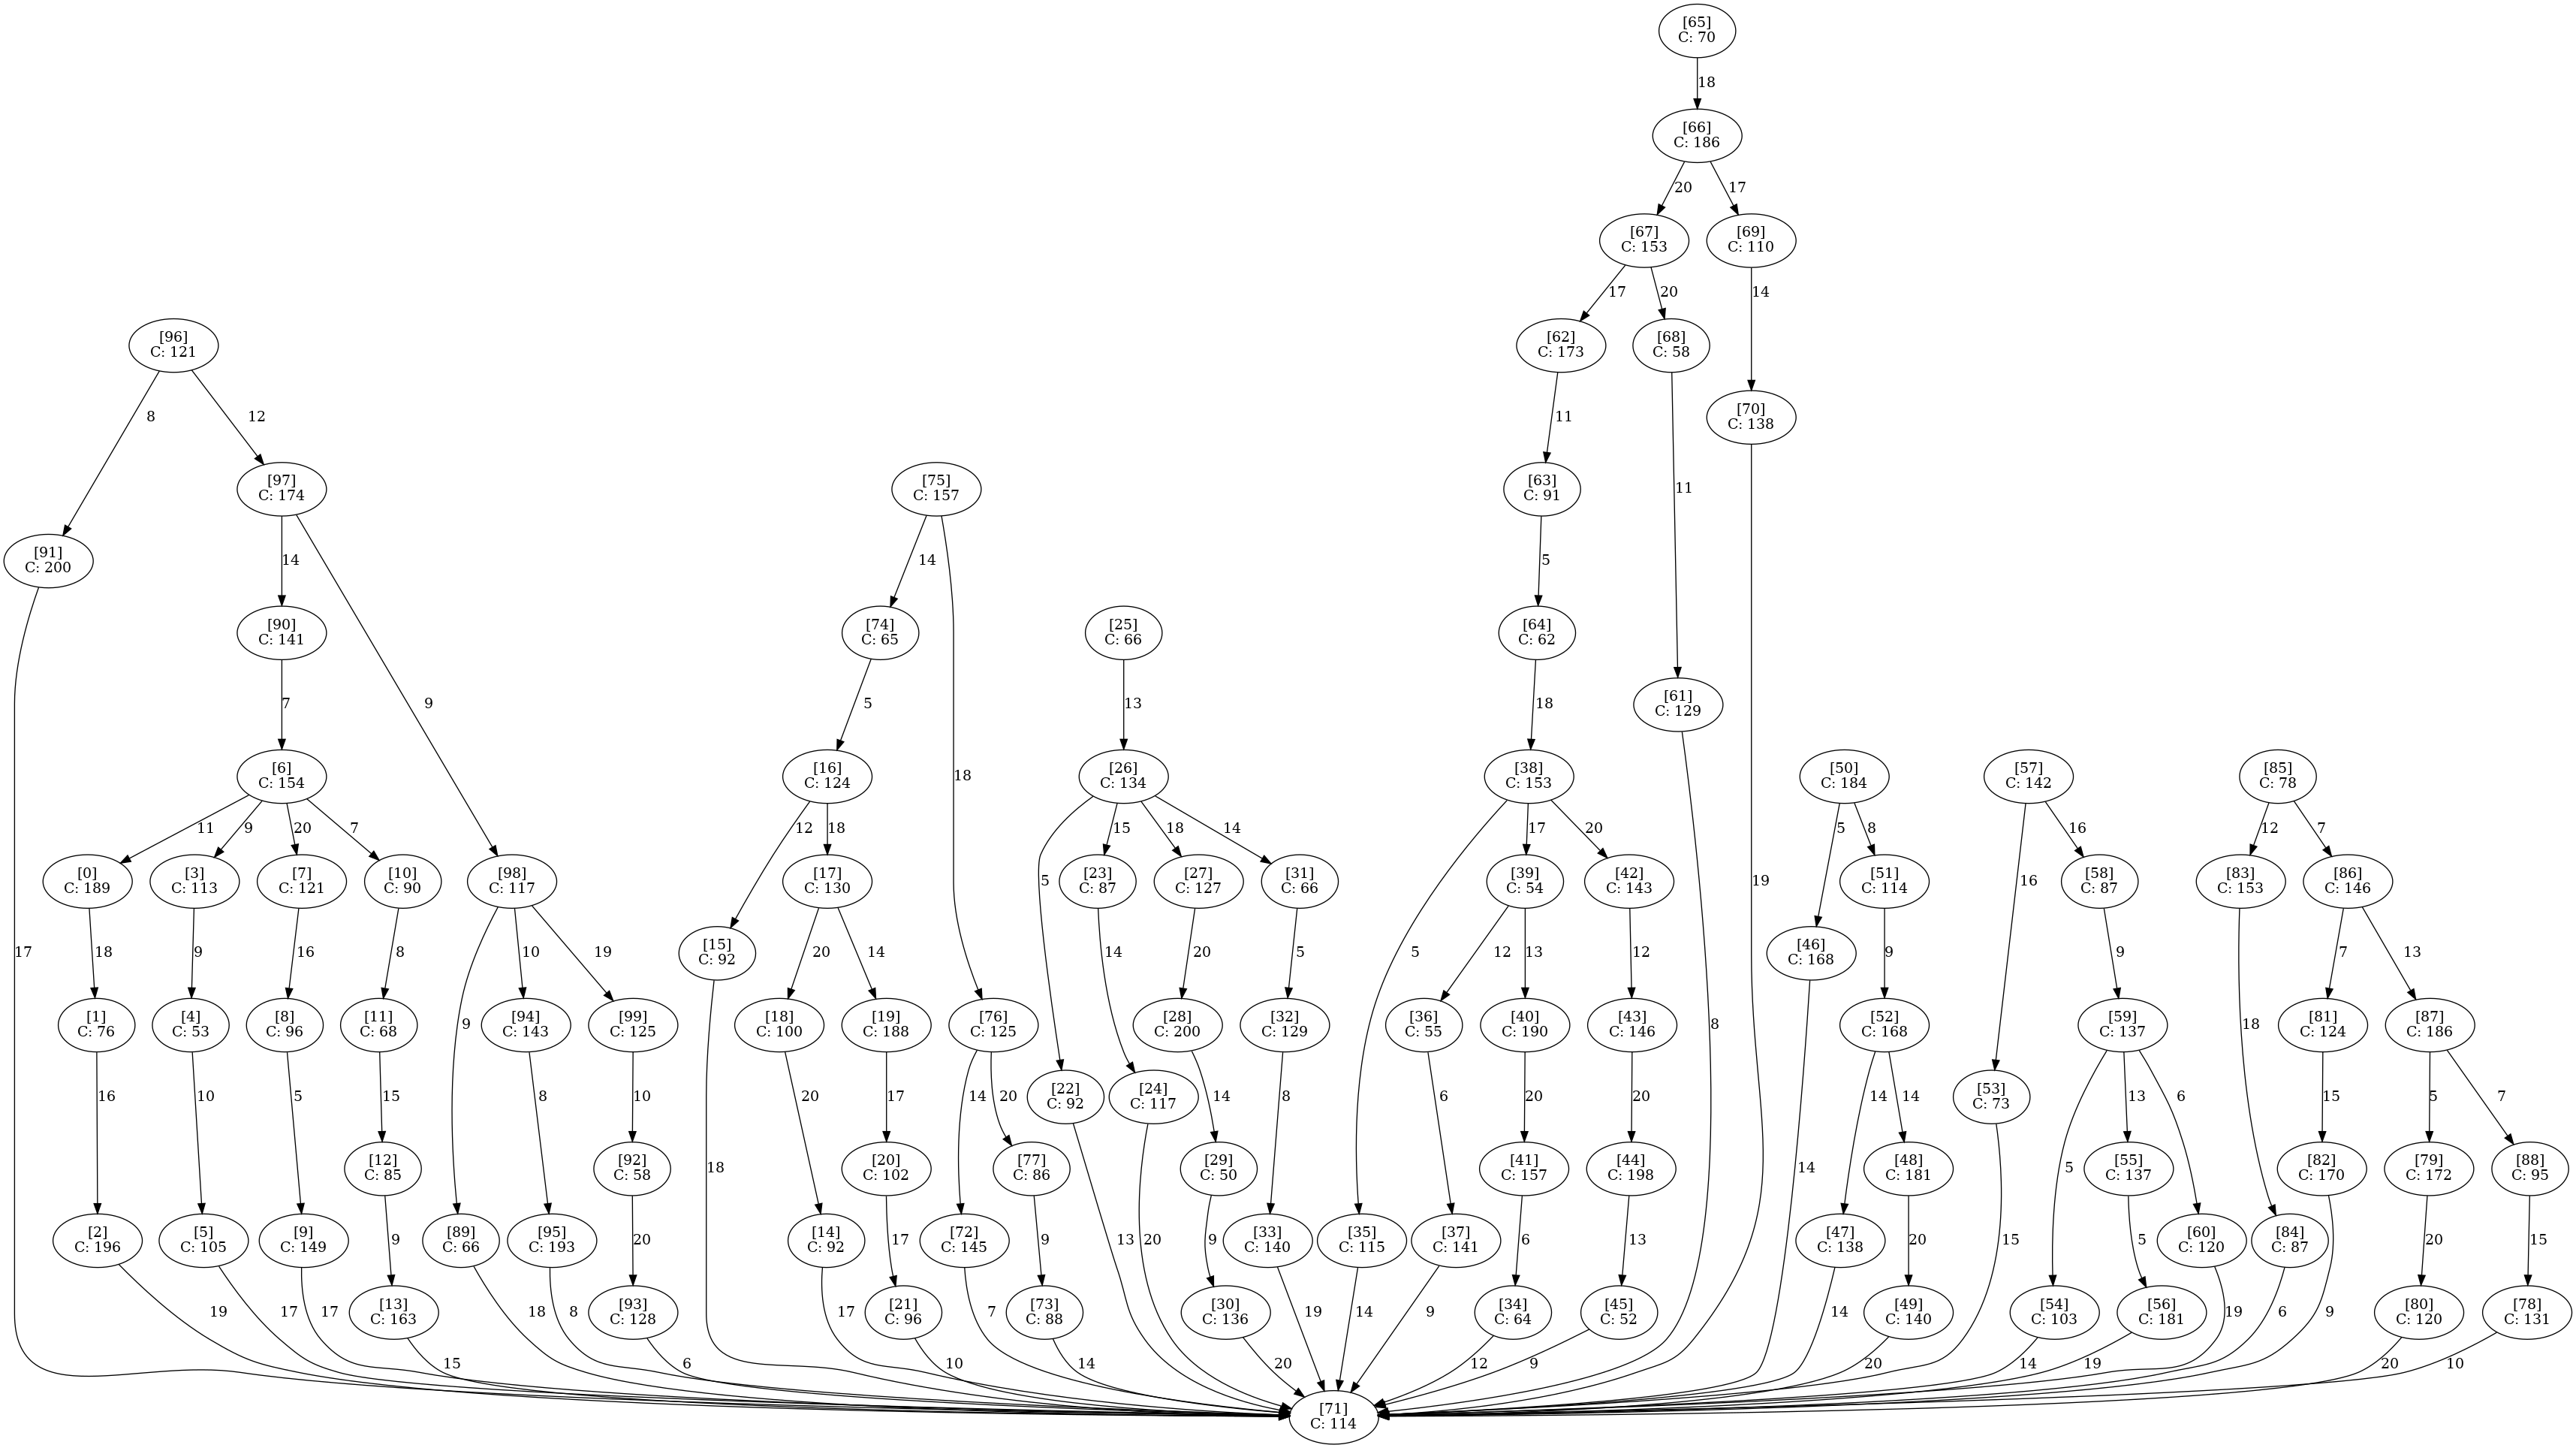 [65]
C: 70
18
[66]
C: 186
20
17
[67]
C: 153
[69]
C: 110
17
20
14
[96]
C: 121
[62]
C: 173
[68]
C: 58
8
12
11
[70]
C: 138
[97]
C: 174
[75]
C: 157
[63]
C: 91
11
[91]
C: 200
14
14
5
[90]
C: 141
[74]
C: 65
[25]
C: 66
[64]
C: 62
7
9
5
13
18
[61]
C: 129
[6]
C: 154
[16]
C: 124
18
[26]
C: 134
[38]
C: 153
[50]
C: 184
[57]
C: 142
[85]
C: 78
11
9
20
7
12
18
15
18
14
17
20
5
8
16
12
7
[0]
C: 189
[3]
C: 113
[7]
C: 121
[10]
C: 90
[98]
C: 117
[17]
C: 130
5
[23]
C: 87
[27]
C: 127
[31]
C: 66
[39]
C: 54
[42]
C: 143
19
[51]
C: 114
16
[58]
C: 87
[83]
C: 153
[86]
C: 146
17
18
9
16
8
10
19
[15]
C: 92
20
14
14
20
5
5
12
13
12
[46]
C: 168
9
9
7
13
[1]
C: 76
[4]
C: 53
[8]
C: 96
[11]
C: 68
9
[94]
C: 143
[99]
C: 125
[18]
C: 100
[19]
C: 188
[76]
C: 125
[28]
C: 200
[32]
C: 129
[36]
C: 55
[40]
C: 190
[43]
C: 146
8
[52]
C: 168
[59]
C: 137
18
[81]
C: 124
[87]
C: 186
16
10
5
15
8
10
20
17
14
20
[22]
C: 92
[24]
C: 117
14
8
6
20
20
14
14
[53]
C: 73
13
6
15
5
7
[12]
C: 85
[92]
C: 58
18
[20]
C: 102
[77]
C: 86
[29]
C: 50
[41]
C: 157
[44]
C: 198
14
[48]
C: 181
5
[55]
C: 137
[82]
C: 170
[79]
C: 172
[88]
C: 95
[2]
C: 196
[5]
C: 105
[9]
C: 149
9
[89]
C: 66
[95]
C: 193
20
[14]
C: 92
17
[72]
C: 145
9
13
20
9
[33]
C: 140
[35]
C: 115
[37]
C: 141
6
13
[47]
C: 138
20
15
5
[60]
C: 120
[84]
C: 87
20
15
19
17
17
[13]
C: 163
18
8
[93]
C: 128
17
[21]
C: 96
7
[73]
C: 88
[30]
C: 136
19
14
9
[34]
C: 64
[45]
C: 52
14
[49]
C: 140
[54]
C: 103
[56]
C: 181
19
6
9
[80]
C: 120
[78]
C: 131
15
6
10
14
20
12
9
20
14
19
20
10
[71]
C: 114